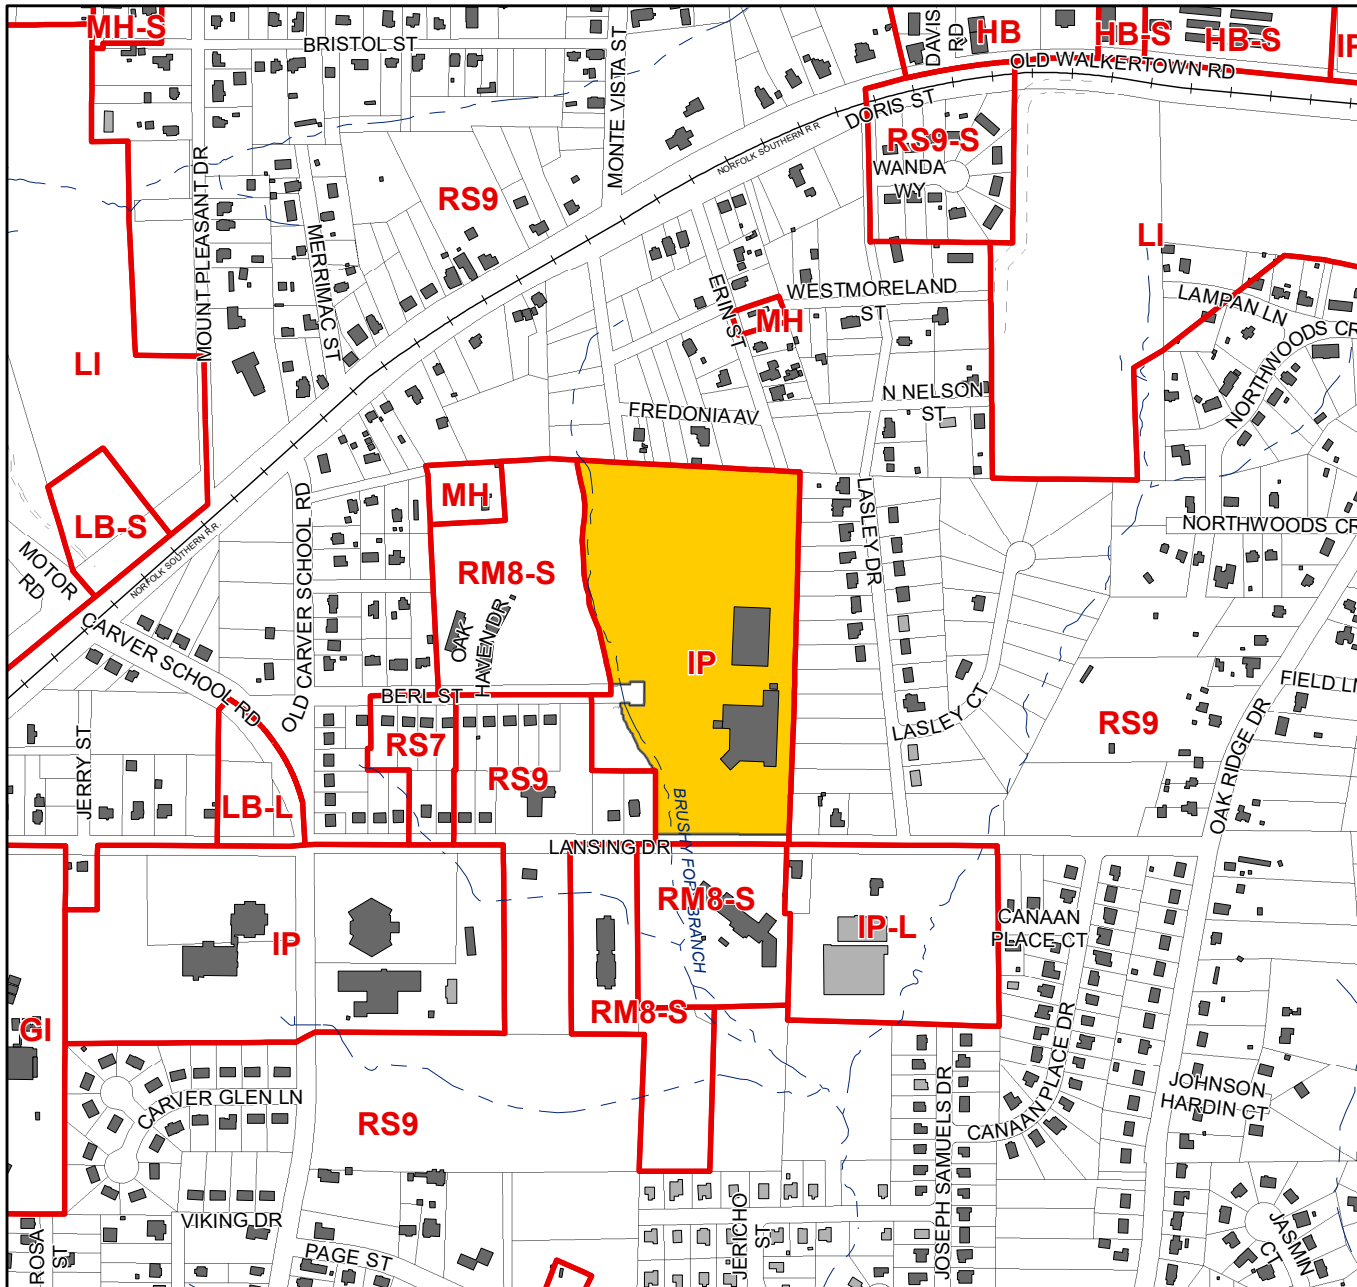 MH-S
BRISTOL ST
MONTE VISTA ST
DAVIS
RD
HB
HB-S
HB-S
OLD WALKERTOWN RD
DORIS ST
NORFOLK SOUTHERN R.R.
RS9-S
WANDA
WY
MOUNT PLEASANT DR
MERRIMAC ST
RS9
LI
ERIN ST
MH
WESTMORELAND
ST
LAMPAN LN
NORTHWOODS CR
LI
FREDONIA AV
N NELSON
ST
MH
LB-S
MOTOR
RD
NORFOLK SOUTHERN R.R.
OLD CARVER SCHOOL RD
LASLEY DR
NORTHWOODS CR
RM8-S
OAK
HAVEN DR
CARVER SCHOOL RD
IP
BERL ST
LASLEY CT
FIELD LN
OAK RIDGE DR
RS9
JERRY ST
RS7
RS9
LB-L
BRUSHY FORK BRANCH
LANSING DR
RM8-S
IP-L
CANAAN
PLACE CT
IP
GI
RM8-S
CANAAN PLACE DR
JOHNSON
HARDIN CT
CARVER GLEN LN
RS9
JOSEPH SAMUELS DR
CANAAN PLACE DR
VIKING DR
ROSA
ST
PAGE ST
JERICHO
ST
JASMIN
CT